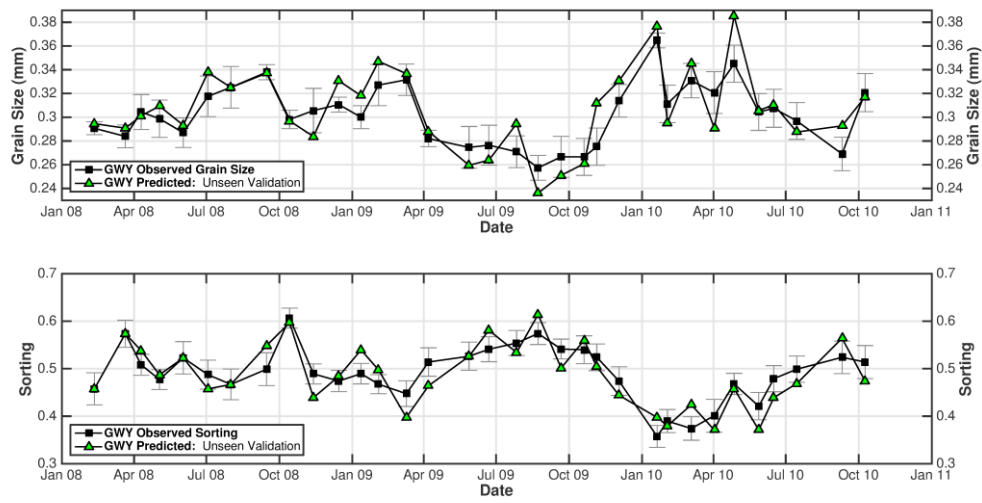 0.38
0.36
0.34
0.32
0.3
0.28
0.26
0.24
Grain Size (mm)
0.38
0.36
0.34
0.32
0.3
0.28
0.26
0.24
Grain Size (mm)
GWY Observed Grain Size
GWY Predicted: Unseen Validation
Jan 08 Apr 08 Jul 08 Oct 08 Jan 09 Apr 09 Jul 09 Oct 09 Jan 10 Apr 10 Jul 10 Oct 10 Jan 11
Date
0.7
0.6
0.5
0.4
0.3
Sorting
0.7
0.6
0.5
0.4
0.3
Sorting
GWY Observed Sorting
GWY Predicted: Unseen Validation
Jan 08 Apr 08 Jul 08 Oct 08 Jan 09 Apr 09 Jul 09 Oct 09 Jan 10 Apr 10 Jul 10 Oct 10 Jan 11
Date